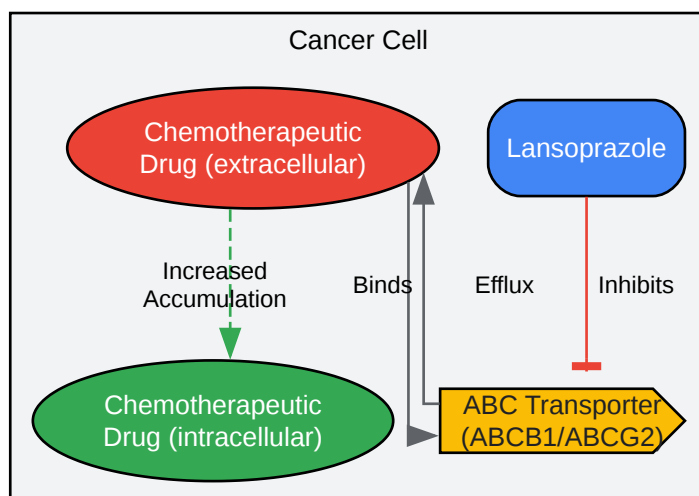 Cancer Cell
Chemotherapeutic
Drug (extracellular)
Lansoprazole
Increased
Accumulation
Binds
Efflux
Inhibits
Chemotherapeutic
Drug (intracellular)
ABC Transporter
(ABCB1/ABCG2)